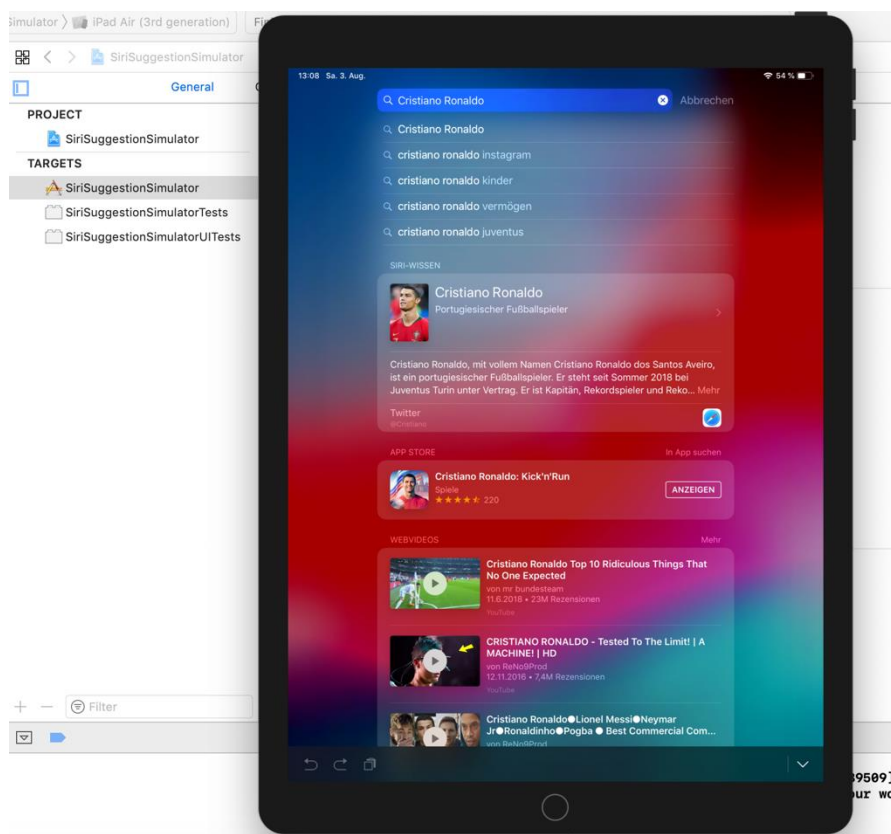 Simulator 〉 iPad Air (3rd generation)
SiriSuggestionSimulator
General
PROJECT
SiriSuggestionSimulator
TARGETS
SiriSuggestionSimulator
SiriSuggestionSimulatorTests
SiriSuggestionSimulatorUITests
Filter
13:08 Sa. 3. Aug.
54 %
Cristiano Ronaldo
Abbrechen
Cristiano Ronaldo
cristiano ronaldo instagram
cristiano ronaldo kinder
cristiano ronaldo vermögen
cristiano ronaldo juventus
SIRI-WISSEN
Cristiano Ronaldo
Portugiesischer Fußballspieler
Cristiano Ronaldo, mit vollem Namen Cristiano Ronaldo dos Santos Aveiro,
ist ein portugiesischer Fußballspieler. Er steht seit Sommer 2018 bei
Juventus Turin unter Vertrag. Er ist Kapitän, Rekordspieler und Reko... Mehr
Twitter
@Cristiano
APP STORE
In App suchen
Cristiano Ronaldo: Kick'n'Run
Spiele
220
ANZEIGEN
WEBVIDEOS
Mehr
Cristiano Ronaldo Top 10 Ridiculous Things That
No One Expected
von mr bundesteam
11.6.2018 • 23M Rezensionen
YouTube
CRISTIANO RONALDO - Tested To The Limit! | A
MACHINE! | HD
von ReNo9Prod
12.11.2016 • 7,4M Rezensionen
YouTube
Cristiano Ronaldo●Lionel Messi●Neymar
Jr●Ronaldinho●Pogba ● Best Commercial Com...
von ReNo9Prod
39509]
our wo